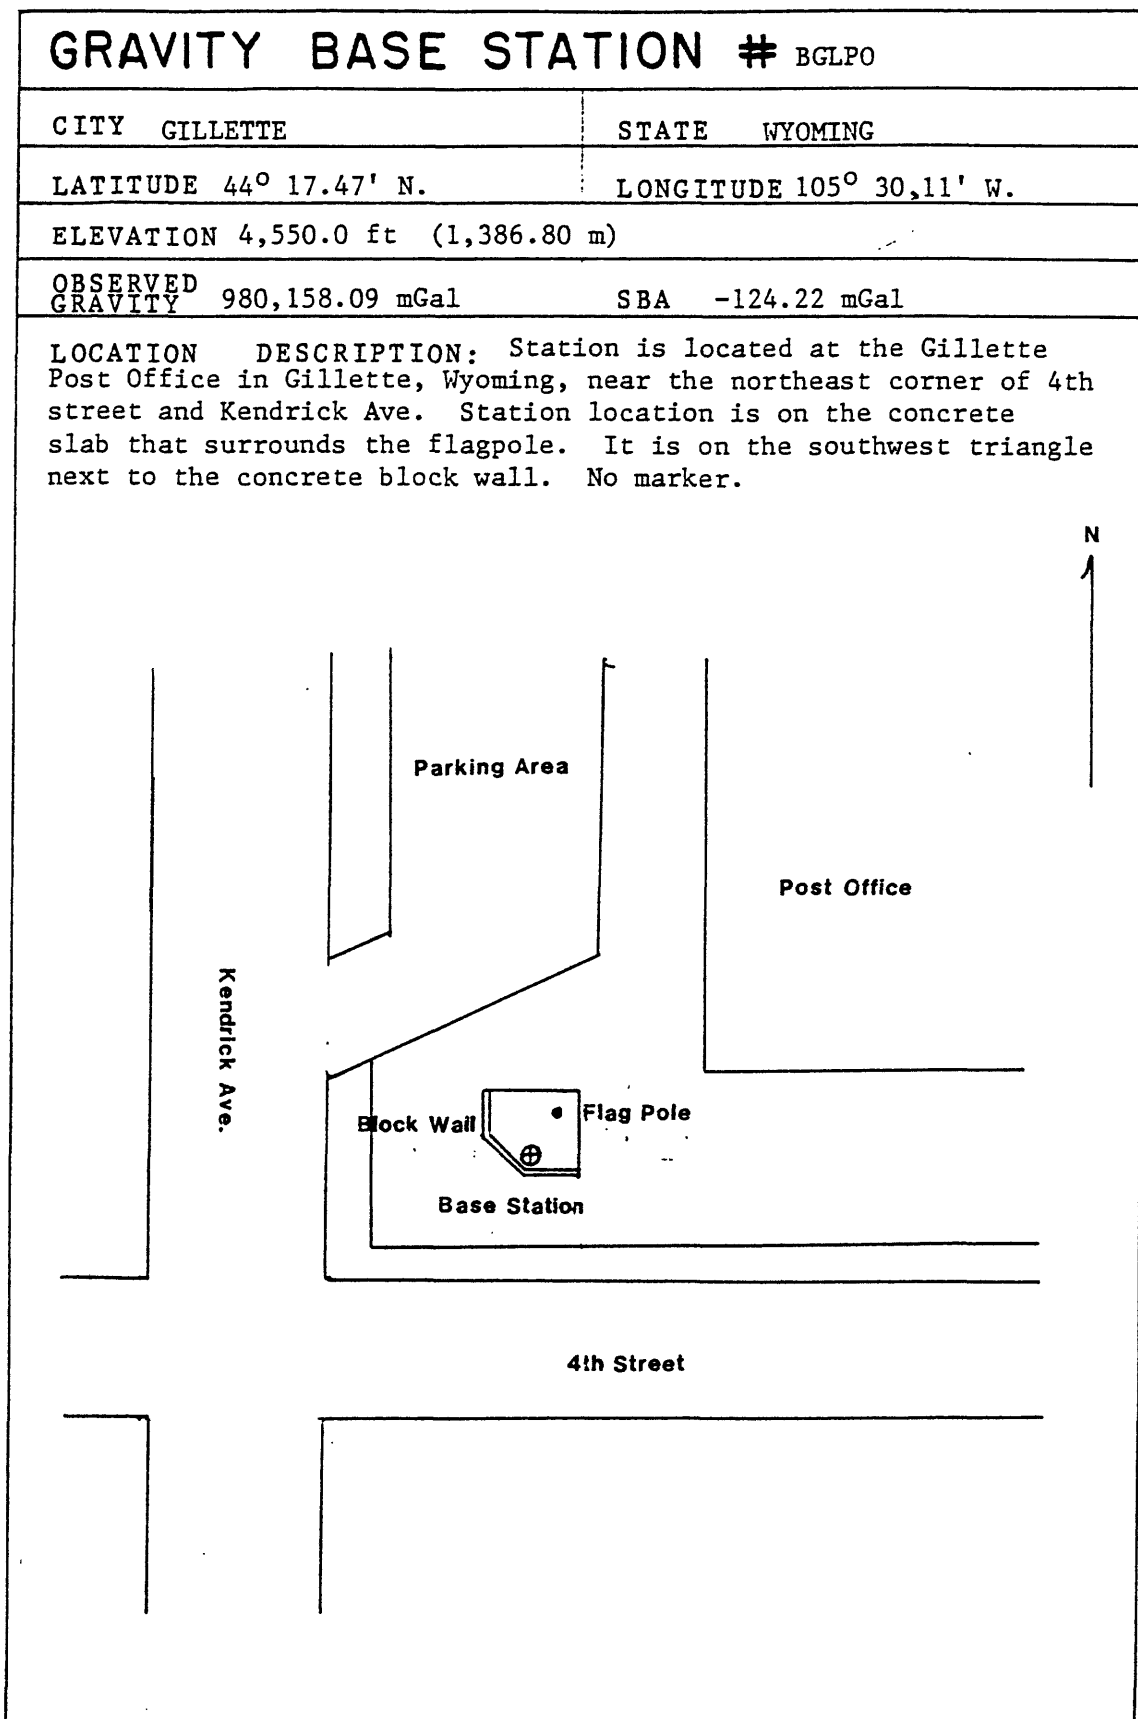 GRAVITY BASE STATION # BGLPO
CITY GILLETTE STATE WYOMING
LATITUDE 44° 17.47' N. LONGITUDE 105° 30,11' W.
ELEVATION 4,550.0 ft (1,386.80 m)
OBSERVED
GRAVITY 980,158.09 mGal SBA -124.22 mGal
LOCATION DESCRIPTION: Station is located at the Gillette
Post Office in Gillette, Wyoming, near the northeast corner of 4th
street and Kendrick Ave. Station location is on the concrete
slab that surrounds the flagpole. It is on the southwest triangle
next to the concrete block wall. No marker.
N
Parking Area
Post Office
Kendrick Ave.
Block Wall
Flag Pole
Base Station
4th Street